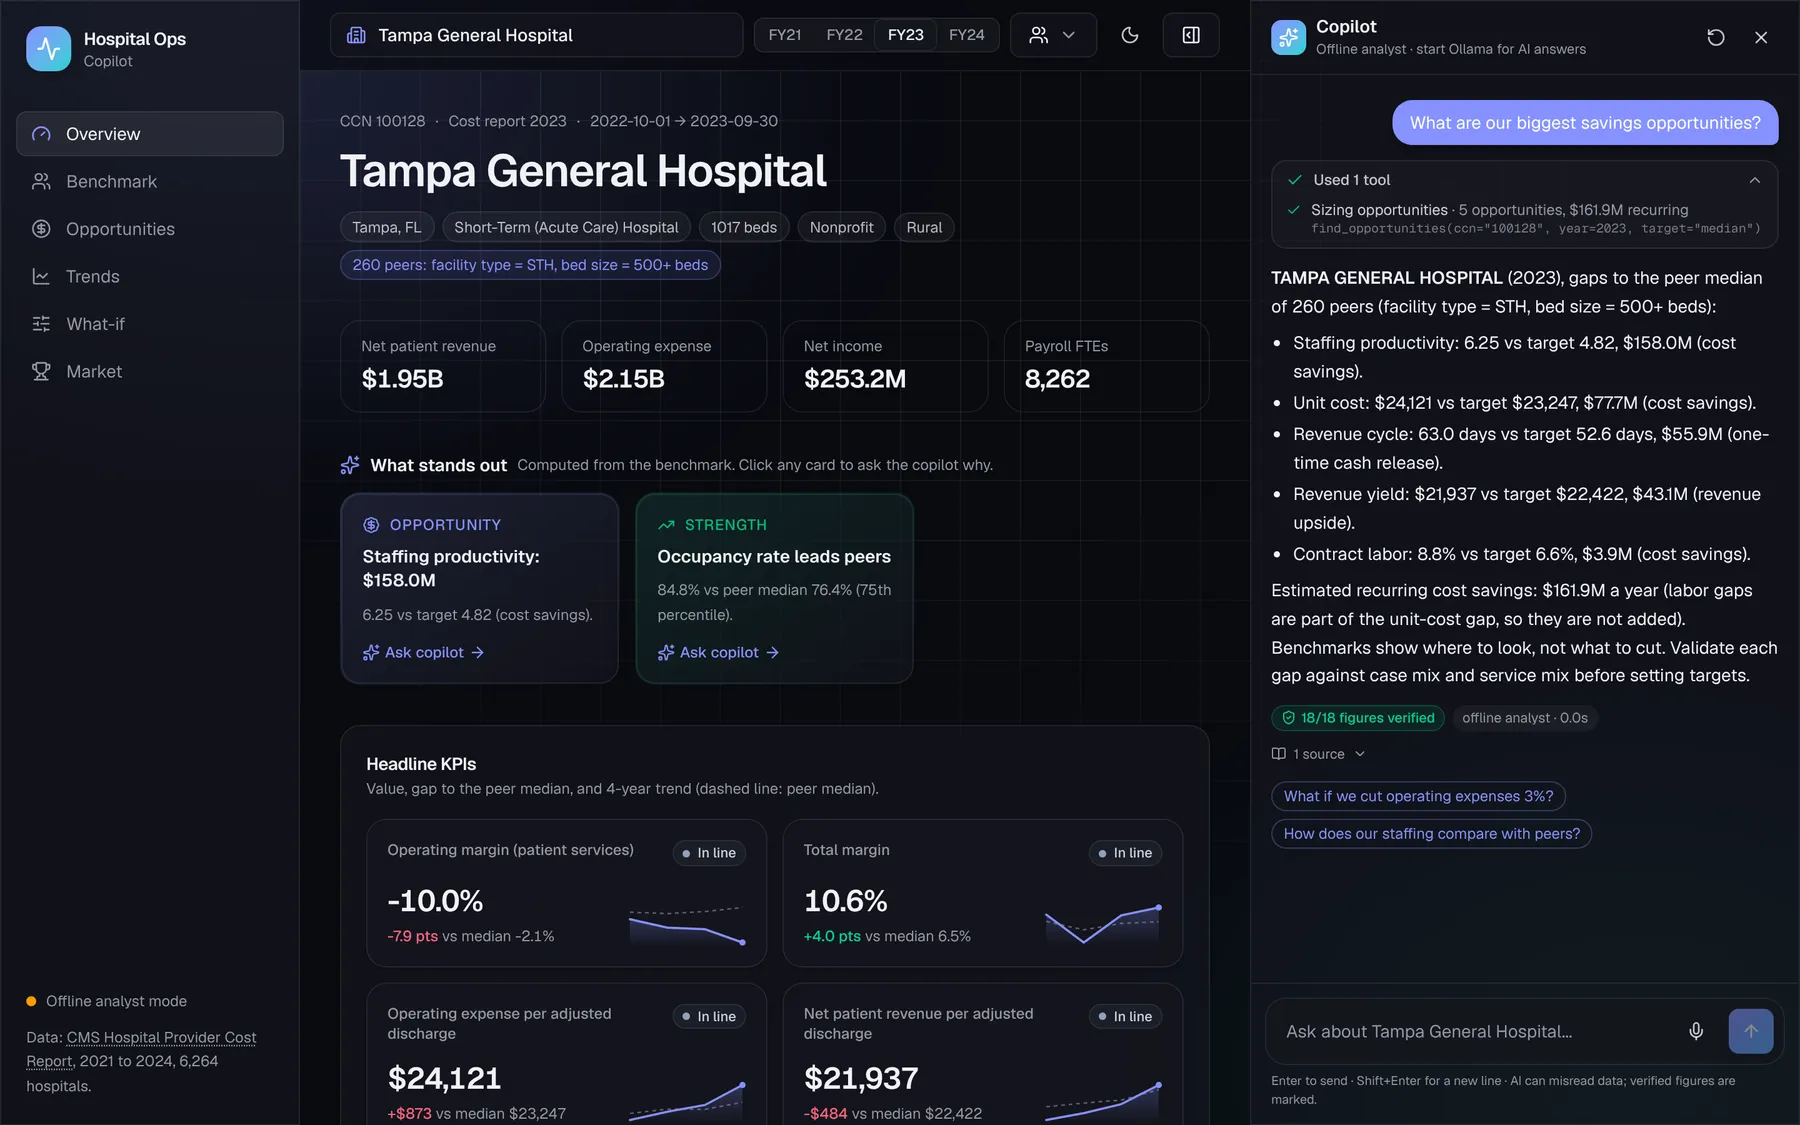 Hospital Ops
Copilot
Overview
Benchmark
Opportunities
Trends
What-if
Market
Offline analyst mode
Data: CMS Hospital Provider Cost
Report, 2021 to 2024, 6,264
hospitals.
Tampa General Hospital
FY21 FY22 FY23 FY24
CCN 100128 · Cost report 2023 · 2022-10-01 → 2023-09-30
Tampa General Hospital
Tampa, FL
Short-Term (Acute Care) Hospital
1017 beds
Nonprofit
Rural
260 peers: facility type = STH, bed size = 500+ beds
Net patient revenue
$1.95B
Operating expense
$2.15B
Net income
$253.2M
Payroll FTEs
8,262
What stands out Computed from the benchmark. Click any card to ask the copilot why.
OPPORTUNITY
Staffing productivity:
$158.0M
6.25 vs target 4.82 (cost savings).
Ask copilot →
STRENGTH
Occupancy rate leads peers
84.8% vs peer median 76.4% (75th
percentile).
Ask copilot →
Headline KPIs
Value, gap to the peer median, and 4-year trend (dashed line: peer median).
Operating margin (patient services)
In line
-10.0%
-7.9 pts vs median -2.1%
Total margin
In line
10.6%
+4.0 pts vs median 6.5%
Operating expense per adjusted
discharge
In line
$24,121
+$873 vs median $23,247
Net patient revenue per adjusted
discharge
In line
$21,937
-$484 vs median $22,422
Copilot
Offline analyst · start Ollama for AI answers
What are our biggest savings opportunities?
Used 1 tool
Sizing opportunities · 5 opportunities, $161.9M recurring
find_opportunities(ccn="100128", year=2023, target="median")
TAMPA GENERAL HOSPITAL (2023), gaps to the peer median
of 260 peers (facility type = STH, bed size = 500+ beds):
• Staffing productivity: 6.25 vs target 4.82, $158.0M (cost
savings).
• Unit cost: $24,121 vs target $23,247, $77.7M (cost savings).
• Revenue cycle: 63.0 days vs target 52.6 days, $55.9M (one-
time cash release).
• Revenue yield: $21,937 vs target $22,422, $43.1M (revenue
upside).
• Contract labor: 8.8% vs target 6.6%, $3.9M (cost savings).
Estimated recurring cost savings: $161.9M a year (labor gaps
are part of the unit-cost gap, so they are not added).
Benchmarks show where to look, not what to cut. Validate each
gap against case mix and service mix before setting targets.
18/18 figures verified
offline analyst · 0.0s
1 source
What if we cut operating expenses 3%?
How does our staffing compare with peers?
Ask about Tampa General Hospital...
Enter to send · Shift+Enter for a new line · AI can misread data; verified figures are
marked.